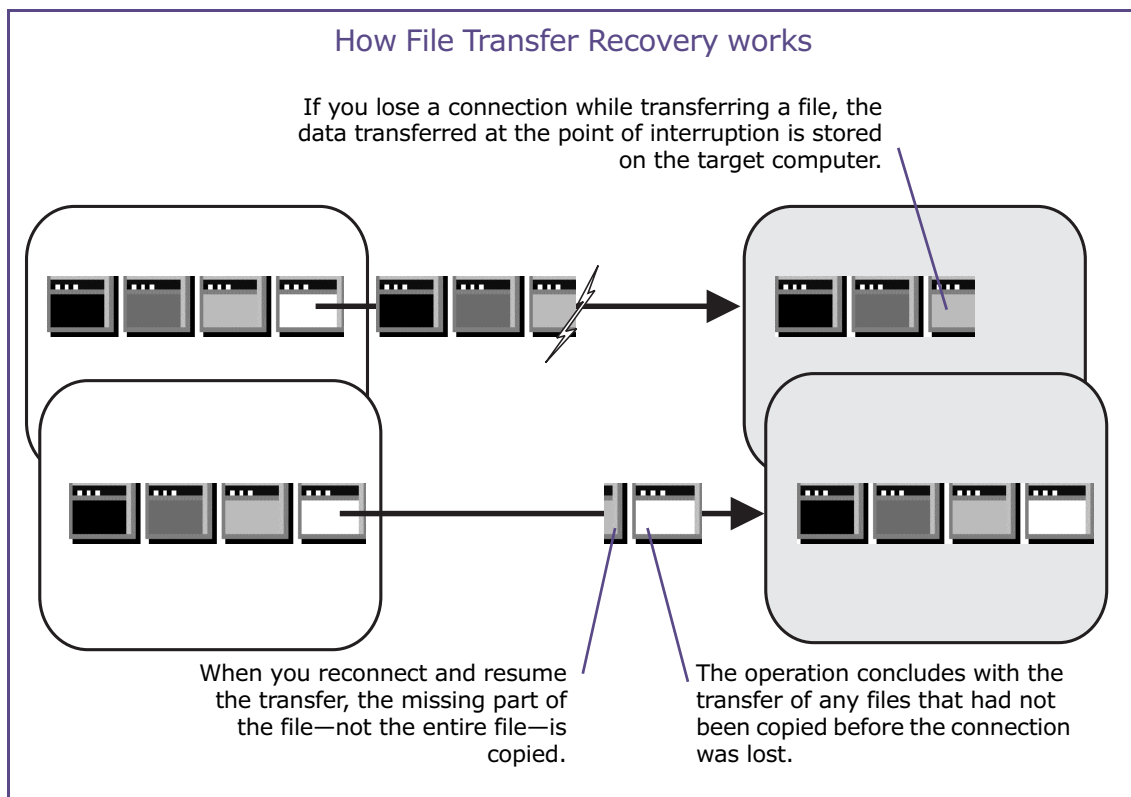 How File Transfer Recovery works
If you lose a connection while transferring a file, the
data transferred at the point of interruption is stored
on the target computer.
When you reconnect and resume
the transfer, the missing part of
the file—not the entire file—is
copied.
The operation concludes with the
transfer of any files that had not
been copied before the connection
was lost.